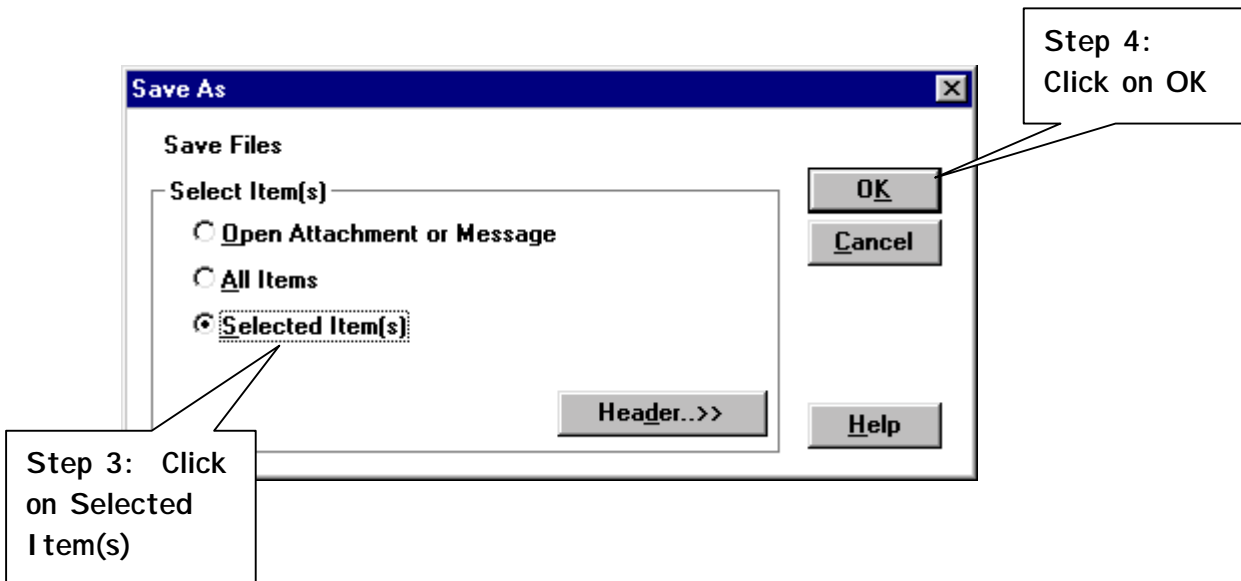 Step 4:
Click on OK
Save As
Save Files
Select Item(s)
Open Attachment or Message
All Items
Selected Item(s)
OK
Cancel
Header..>>
Help
Step 3: Click
on Selected
Item(s)